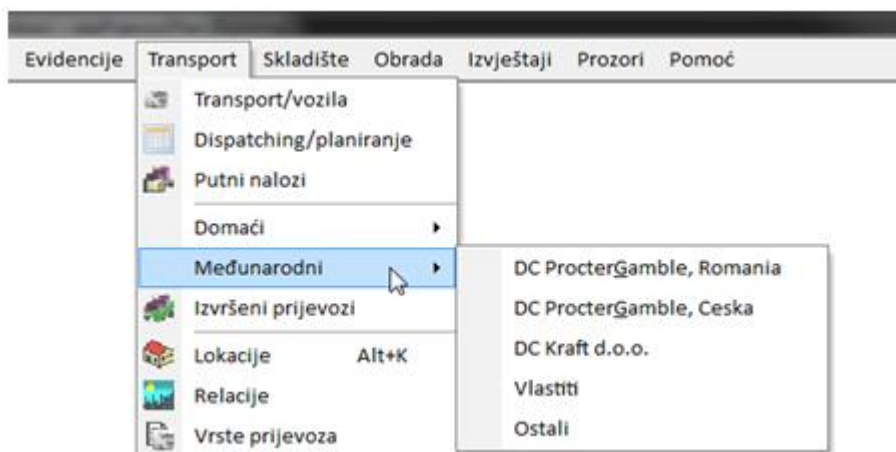 Evidencije Transport Skladište Obrada Izvještaji Prozori Pomoć
Transport/vozila
Dispatching/planiranje
Putni nalozi
Domaći
Međunarodni
DC ProcterGamble, Romania
DC ProcterGamble, Ceska
DC Kraft d.o.o.
Vlastiti
Ostali
Izvršeni prijevozi
Lokacije Alt+K
Relacije
Vrste prijevoza